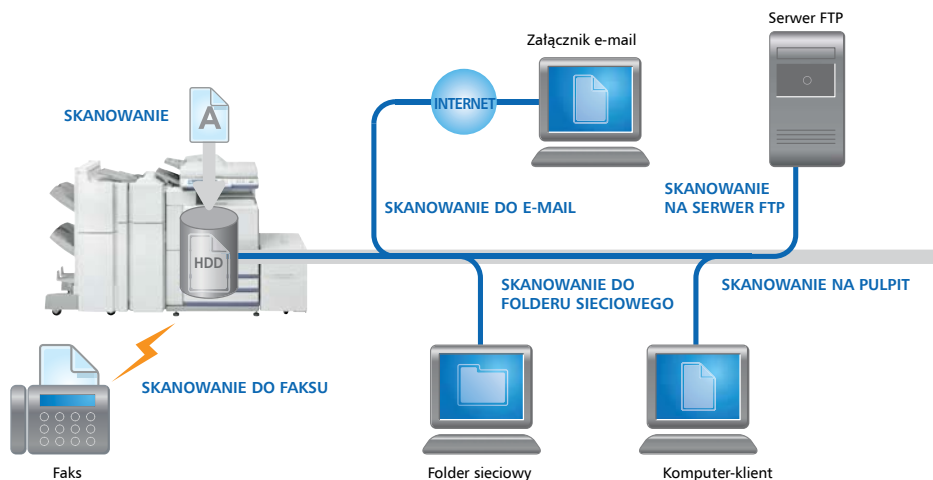 Serwer FTP
Załącznik e-mail
INTERNET
SKANOWANIE
A
SKANOWANIE
NA SERWER FTP
SKANOWANIE DO E-MAIL
HDD
SKANOWANIE DO
FOLDERU SIECIOWEGO
SKANOWANIE NA PULPIT
SKANOWANIE DO FAKSU
Faks
Folder sieciowy
Komputer-klient